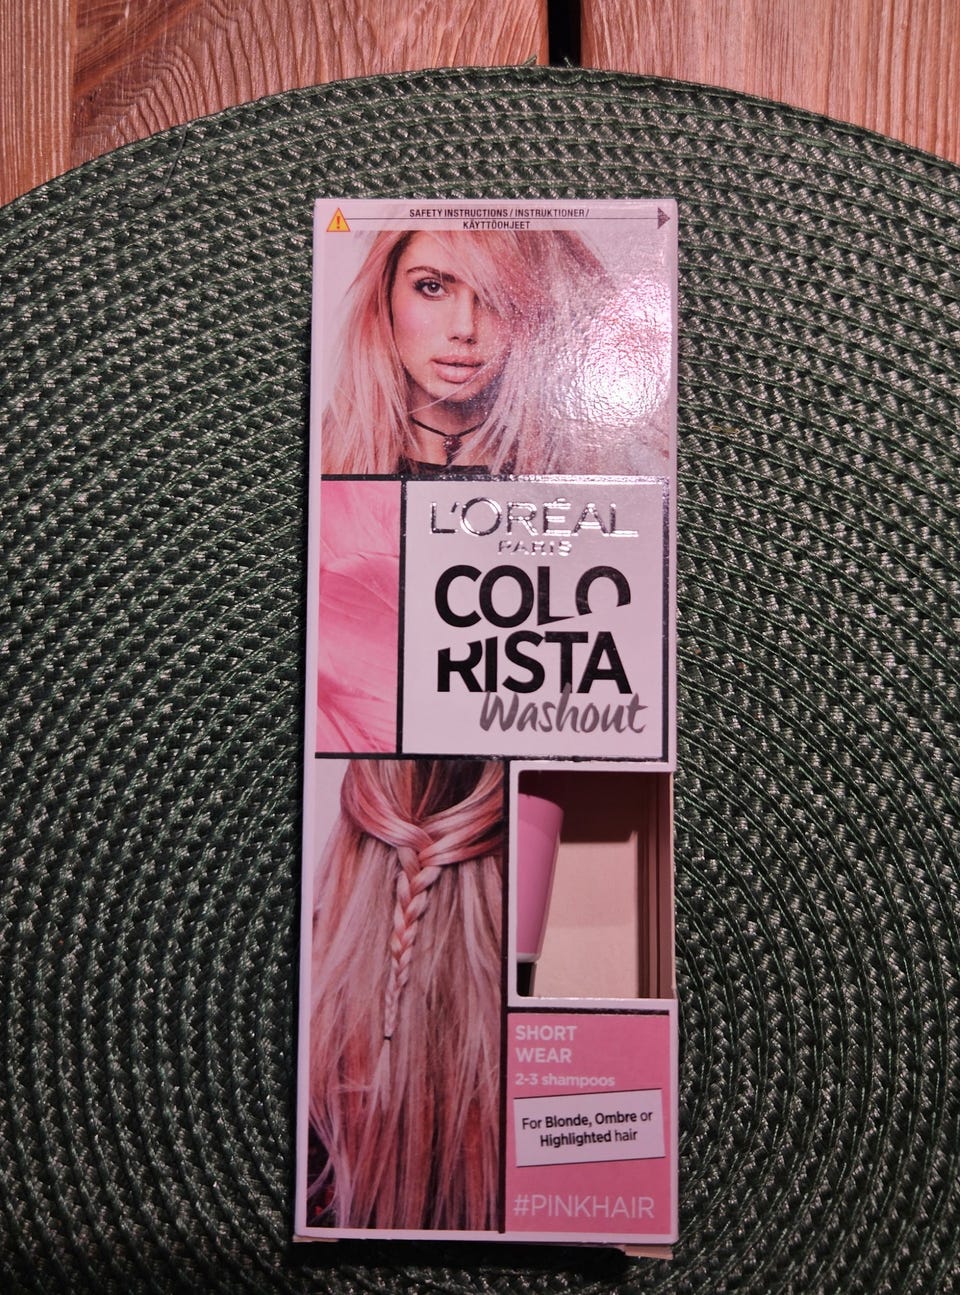 SAFETY INSTRUCTIONS / INSTRUKTIONER /
KÄYTTÖOHJEET
L'ORÉAL
PARIS
COLO
RISTA
Washout
SHORT
WEAR
2-3 shampoos
For Blonde, Ombre or
Highlighted hair
#PINKHAIR